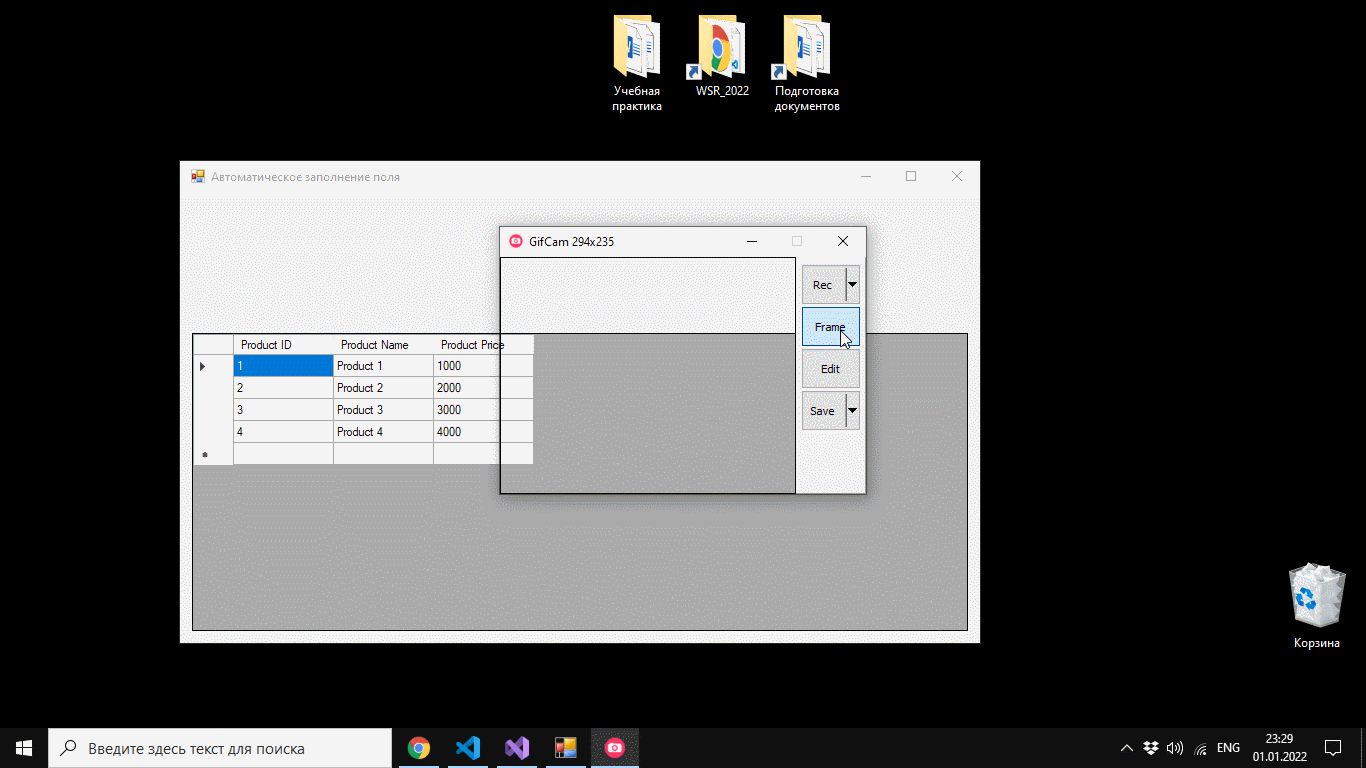 Учебная
практика
WSR_2022
Подготовка
документов
Автоматическое заполнение поля
GifCam 294x235
Rec
Frame
Edit
Save
Product ID Product Name Product Price
1 Product 1 1000
2 Product 2 2000
3 Product 3 3000
4 Product 4 4000
Корзина
Введите здесь текст для поиска
ENG
23:29
01.01.2022